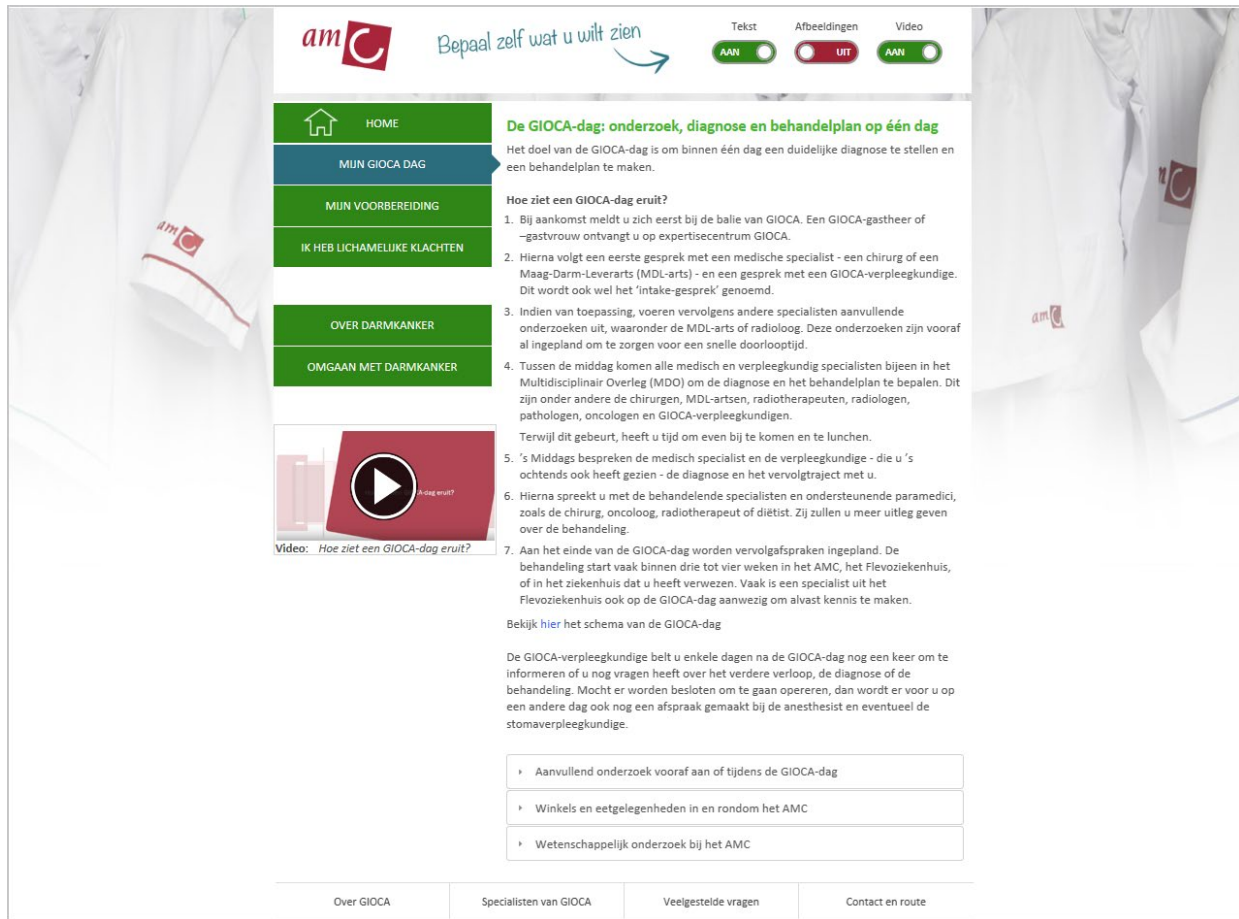 amC
Bepaal zelf wat u wilt zien
Tekst
Afbeeldingen
Video
AAN
UIT
AAN
HOME
MIJN GIOCA DAG
MIJN VOORBEREIDING
IK HEB LICHAMELIJKE KLACHTEN
OVER DARMKANKER
OMGAAN MET DARMKANKER
A-dag eruit?
Video: Hoe ziet een GIOCA-dag eruit?
De GIOCA-dag: onderzoek, diagnose en behandelplan op één dag
Het doel van de GIOCA-dag is om binnen één dag een duidelijke diagnose te stellen en
een behandelplan te maken.
Hoe ziet een GIOCA-dag eruit?
1. Bij aankomst meldt u zich eerst bij de balie van GIOCA. Een GIOCA-gastheer of
–gastvrouw ontvangt u op expertisecentrum GIOCA.
2. Hierna volgt een eerste gesprek met een medische specialist - een chirurg of een
Maag-Darm-Leverarts (MDL-arts) - en een gesprek met een GIOCA-verpleegkundige.
Dit wordt ook wel het ‘intake-gesprek’ genoemd.
3. Indien van toepassing, voeren vervolgens andere specialisten aanvullende
onderzoeken uit, waaronder de MDL-arts of radioloog. Deze onderzoeken zijn vooraf
al ingepland om te zorgen voor een snelle doorlooptijd.
4. Tussen de middag komen alle medisch en verpleegkundig specialisten bijeen in het
Multidisciplinair Overleg (MDO) om de diagnose en het behandelplan te bepalen. Dit
zijn onder andere de chirurgen, MDL-artsen, radiotherapeuten, radiologen,
pathologen, oncologen en GIOCA-verpleegkundigen.
Terwijl dit gebeurt, heeft u tijd om even bij te komen en te lunchen.
5. ’s Middags bespreken de medisch specialist en de verpleegkundige - die u ’s
ochtends ook heeft gezien - de diagnose en het vervolgtraject met u.
6. Hierna spreekt u met de behandelende specialisten en ondersteunende paramedici,
zoals de chirurg, oncoloog, radiotherapeut of diëtist. Zij zullen u meer uitleg geven
over de behandeling.
7. Aan het einde van de GIOCA-dag worden vervolgafspraken ingepland. De
behandeling start vaak binnen drie tot vier weken in het AMC, het Flevoziekenhuis,
of in het ziekenhuis dat u heeft verwezen. Vaak is een specialist uit het
Flevoziekenhuis ook op de GIOCA-dag aanwezig om alvast kennis te maken.
Bekijk hier het schema van de GIOCA-dag
De GIOCA-verpleegkundige belt u enkele dagen na de GIOCA-dag nog een keer om te
informeren of u nog vragen heeft over het verdere verloop, de diagnose of de
behandeling. Mocht er worden besloten om te gaan opereren, dan wordt er voor u op
een andere dag ook nog een afspraak gemaakt bij de anesthesist en eventueel de
stomaverpleegkundige.
Aanvullend onderzoek vooraf aan of tijdens de GIOCA-dag
Winkels en eetgelegenheden in en rondom het AMC
Wetenschappelijk onderzoek bij het AMC
Over GIOCA
Specialisten van GIOCA
Veelgestelde vragen
Contact en route
amC
amC